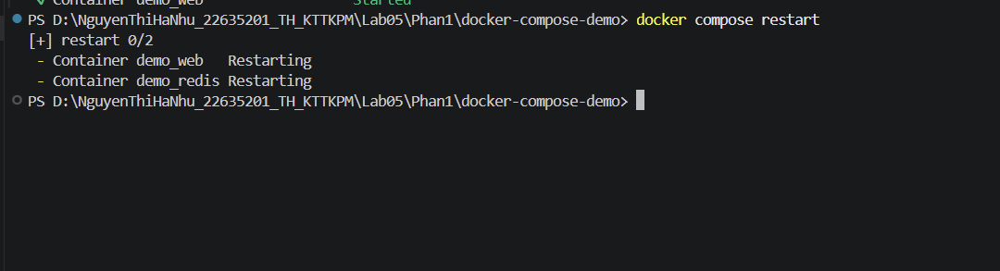 ✓ Container demo_web Started
PS D:\NguyenThiHaNhu_22635201_TH_KTTKPM\Lab05\Phan1\docker-compose-demo> docker compose restart
[+] restart 0/2
- Container demo_web Restarting
- Container demo_redis Restarting
PS D:\NguyenThiHaNhu_22635201_TH_KTTKPM\Lab05\Phan1\docker-compose-demo>